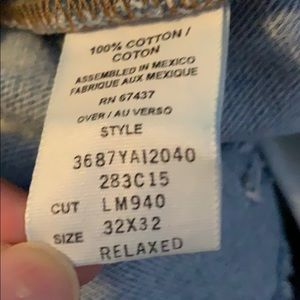 100% COTTON /
COTON
ASSEMBLED IN MEXICO
FABRIQUE AUX MEXIQUE
RN 67437
OVER / AU VERSO
STYLE
3687YAI2040
283C15
CUT LM940
SIZE 32X32
RELAXED